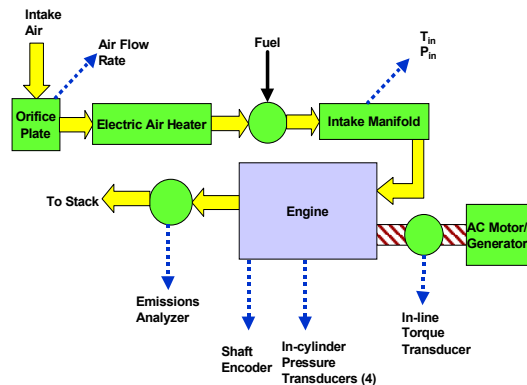 Intake
Air
Air Flow
Rate
Fuel
T in
P in
Orifice
Plate
Electric Air Heater
Intake Manifold
To Stack
Engine
AC Motor/
Generator
Emissions
Analyzer
Shaft
Encoder
In-cylinder
Pressure
Transducers (4)
In-line
Torque
Transducer